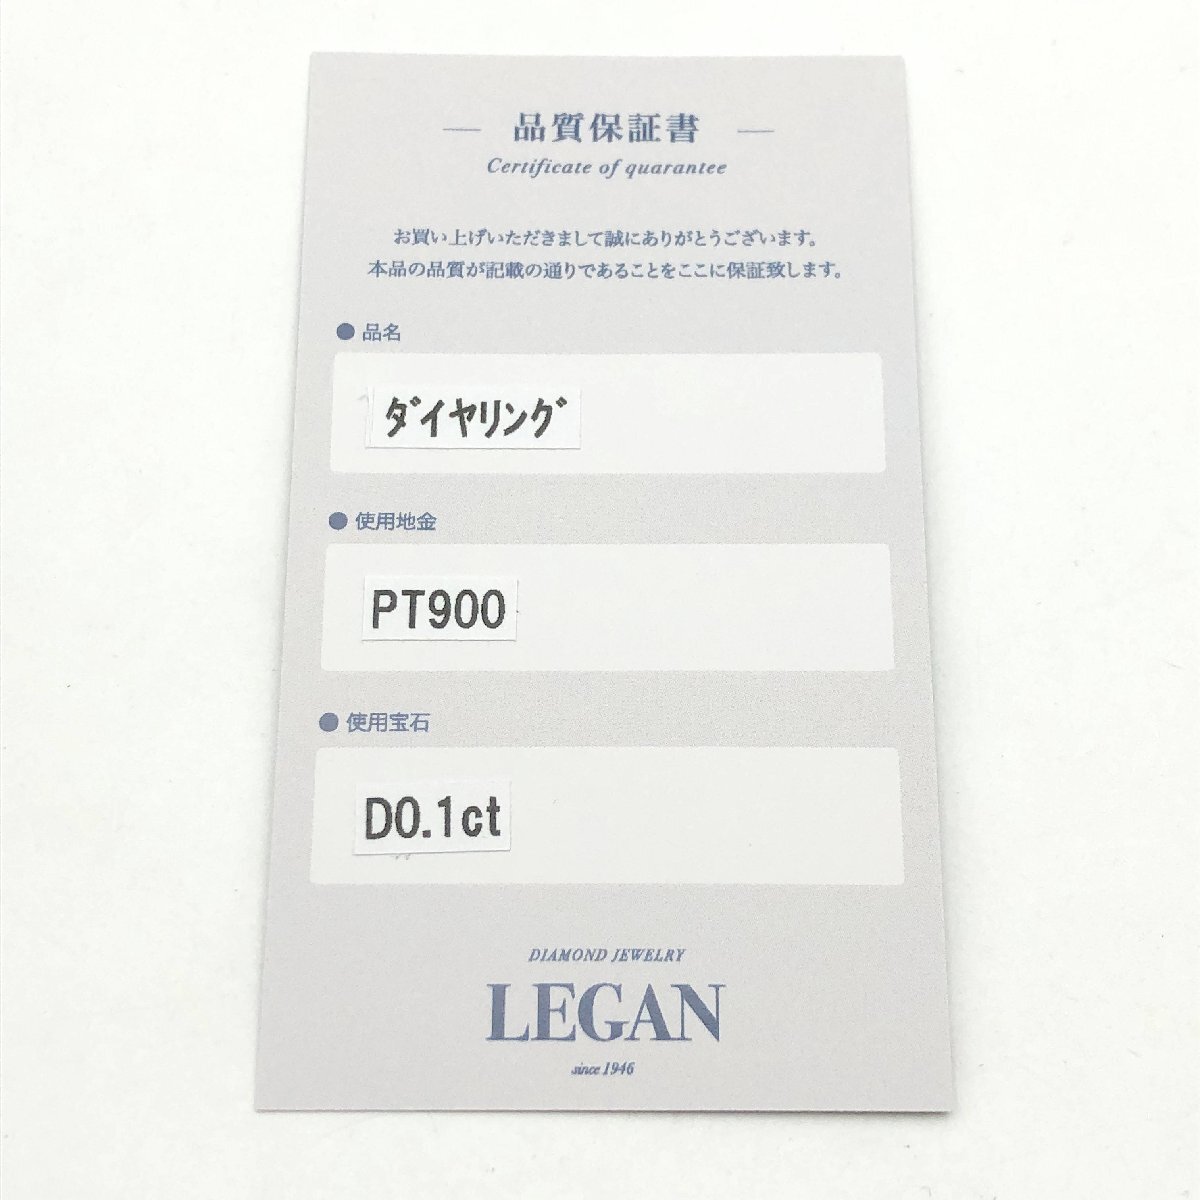 品質保証書
Certificate of quarantee
お買い上げいただきまして誠にありがとうございます。
本品の品質が記載の通りであることをここに保証致します。
● 品名
ﾀﾞｲﾔﾘﾝｸﾞ
● 使用地金
PT900
● 使用宝石
D0.1ct
DIAMOND JEWELRY
LEGAN
since 1946